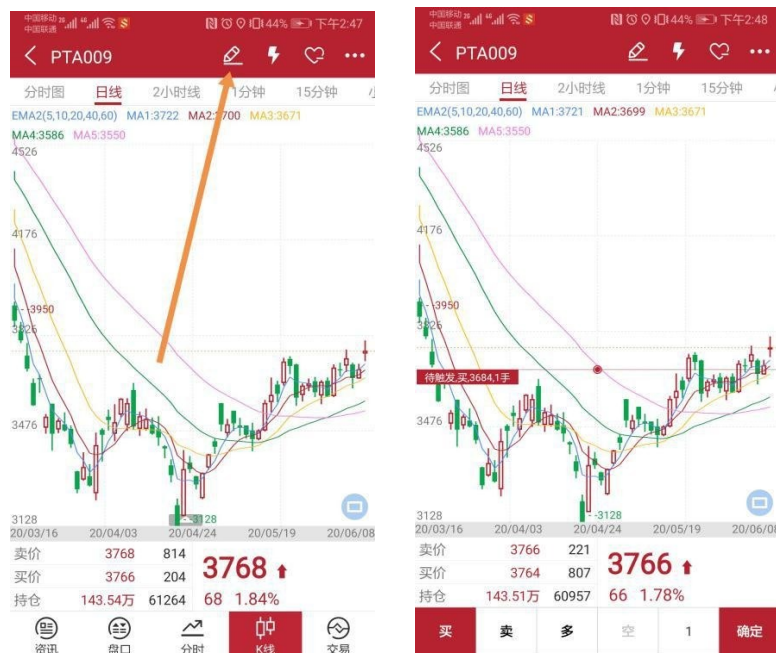 中国移动
中国联通
44%
下午2:47
PTA009
分时图 日线 2小时线 1分钟 15分钟
EMA2(5,10,20,40,60) MA1:3722 MA2:3700 MA3:3671
MA4:3586 MA5:3550
4526
4176
3950
3826
3476
3128
3128
20/03/16 20/04/03 20/04/24 20/05/19 20/06/08
卖价 3768 814
买价 3766 204
3768
持仓 143.54万 61264 68 1.84%
资讯 盘口 分时 K线 交易
中国移动
中国联通
44%
下午2:48
PTA009
分时图 日线 2小时线 1分钟 15分钟
EMA2(5,10,20,40,60) MA1:3721 MA2:3699 MA3:3671
MA4:3586 MA5:3550
4526
4176
3950
3826
待触发,买,3684,1手
3476
3128
3128
20/03/16 20/04/03 20/04/24 20/05/19 20/06/08
卖价 3766 221
买价 3764 807
3766
持仓 143.51万 60957 66 1.78%
买 卖 多 空 1 确定